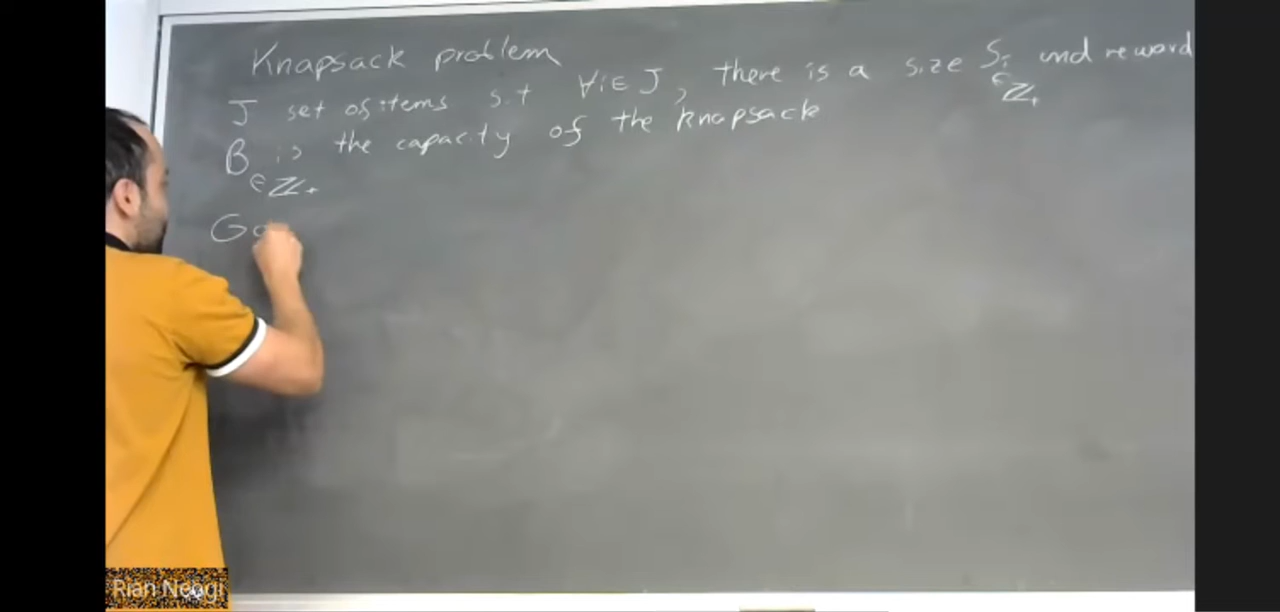 Knapsack problem
J set of items s.t ∀i∈J, there is a size Sᵢ and reward
∈ℤ₊
B is the capacity of the knapsack
∈ℤ₊
Go
Rian Neogi